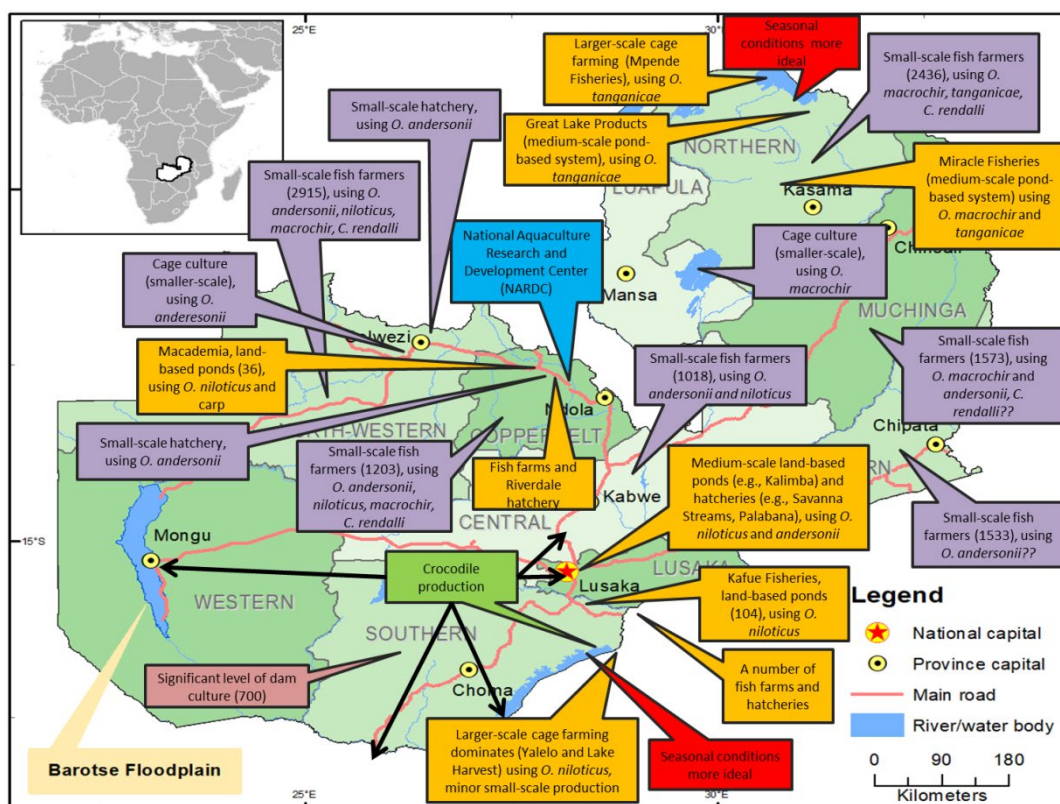 25°E
30°E
Larger-scale cage
farming (Mpende
Fisheries), using O.
tanganicae
Seasonal
conditions more
ideal
Small-scale fish farmers
(2436), using O.
macrochir, tanganicae,
C. rendalli
Small-scale hatchery,
using O. andersonii
Great Lake Products
(medium-scale pond-
based system), using O.
tanganicae
NORTHERN
LUAPULA
Kasama
Miracle Fisheries
(medium-scale pond-
based system) using
O. macrochir and
tanganicae
Small-scale fish farmers
(2915), using O.
andersonii, niloticus,
macrochir, C. rendalli
National Aquaculture
Research and
Development Center
(NARDC)
Cage culture
(smaller-scale),
using O.
macrochir
Mansa
MUCHINGA
Cage culture
(smaller-scale),
using O.
anderesonii
Macademia, land-
based ponds (36),
using O. niloticus and
carp
Small-scale fish farmers
(1018), using O.
andersonii and niloticus
Small-scale fish
farmers (1573), using
O. macrochir and
andersonii, C.
rendalli??
Ndola
COPPERBELT
Chipata
Small-scale hatchery,
using O. andersonii
Small-scale fish
farmers (1203), using
O. andersonii,
niloticus, macrochir,
C. rendalli
Fish farms and
Riverdale
hatchery
Kabwe
Medium-scale land-based
ponds (e.g., Kalimba) and
hatcheries (e.g., Savanna
Streams, Palabana), using O.
niloticus and andersonii
Small-scale fish
farmers (1533), using
O. andersonii??
CENTRAL
15°S
15°S
Mongu
Crocodile
production
LUSAKA
Lusaka
WESTERN
Kafue Fisheries,
land-based ponds
(104), using O.
niloticus
SOUTHERN
Significant level of dam
culture (700)
Choma
A number of
fish farms and
hatcheries
Larger-scale cage farming
dominates (Yalelo and Lake
Harvest) using O. niloticus,
minor small-scale production
Seasonal conditions
more ideal
Barotse Floodplain
Legend
National capital
Province capital
Main road
River/water body
0 90 180
Kilometers
25°E
30°E